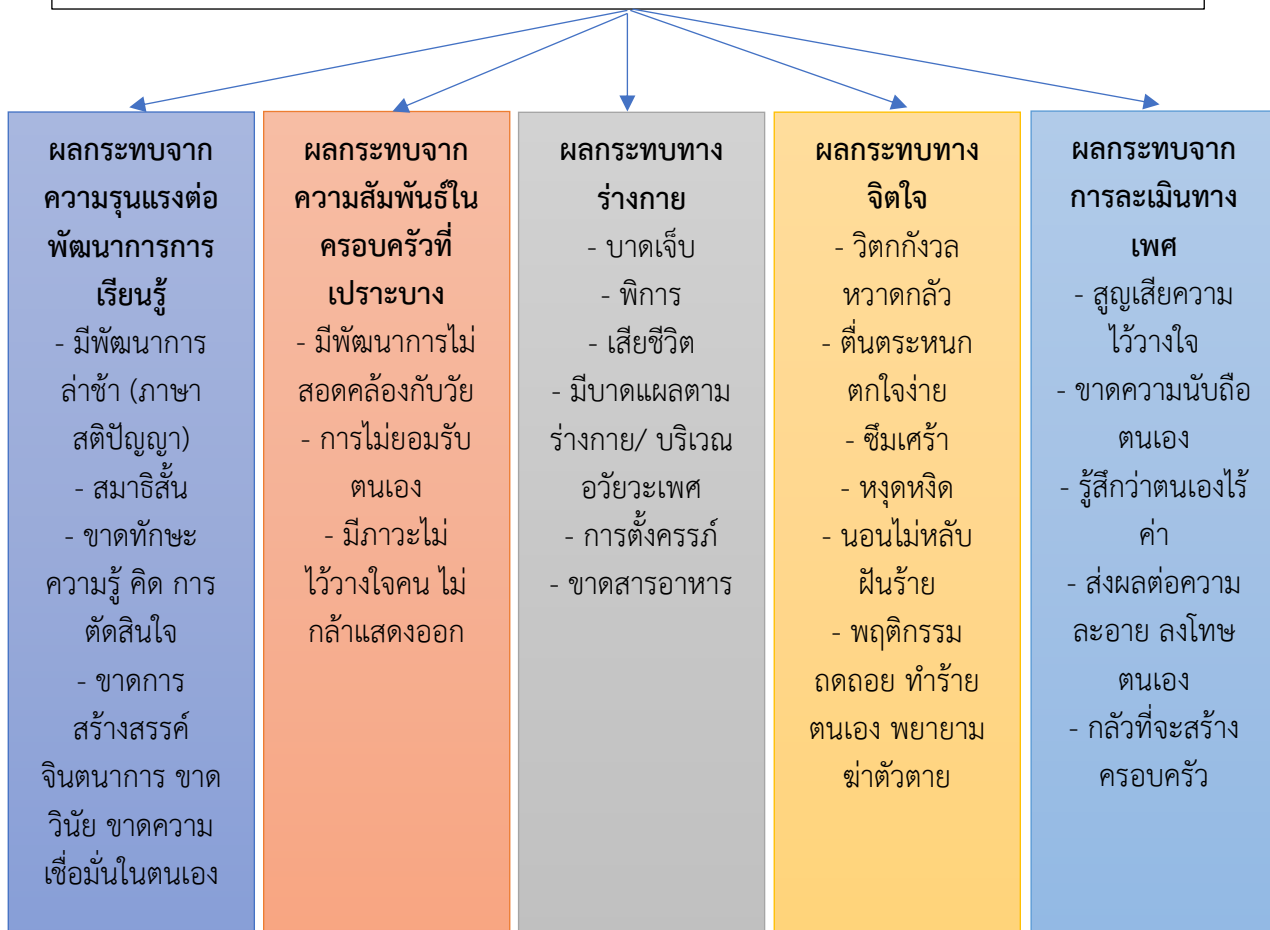 ผลกระทบจาก
ความรุนแรงต่อ
พัฒนาการการ
เรียนรู้
- มีพัฒนาการ
ล่าช้า (ภาษา
สติปัญญา)
- สมาธิสั้น
- ขาดทักษะ
ความรู้ คิด การ
ตัดสินใจ
- ขาดการ
สร้างสรรค์
จินตนาการ ขาด
วินัย ขาดความ
เชื่อมั่นในตนเอง
ผลกระทบจาก
ความสัมพันธ์ใน
ครอบครัวที่
เปราะบาง
- มีพัฒนาการไม่
สอดคล้องกับวัย
- การไม่ยอมรับ
ตนเอง
- มีภาวะไม่
ไว้วางใจคน ไม่
กล้าแสดงออก
ผลกระทบทาง
ร่างกาย
- บาดเจ็บ
- พิการ
- เสียชีวิต
- มีบาดแผลตาม
ร่างกาย/ บริเวณ
อวัยวะเพศ
- การตั้งครรภ์
- ขาดสารอาหาร
ผลกระทบทาง
จิตใจ
- วิตกกังวล
หวาดกลัว
- ตื่นตระหนก
ตกใจง่าย
- ซึมเศร้า
- หงุดหงิด
- นอนไม่หลับ
ฝันร้าย
- พฤติกรรม
ถดถอย ทำร้าย
ตนเอง พยายาม
ฆ่าตัวตาย
ผลกระทบจาก
การละเมินทาง
เพศ
- สูญเสียความ
ไว้วางใจ
- ขาดความนับถือ
ตนเอง
- รู้สึกว่าตนเองไร้
ค่า
- ส่งผลต่อความ
ละอาย ลงโทษ
ตนเอง
- กลัวที่จะสร้าง
ครอบครัว